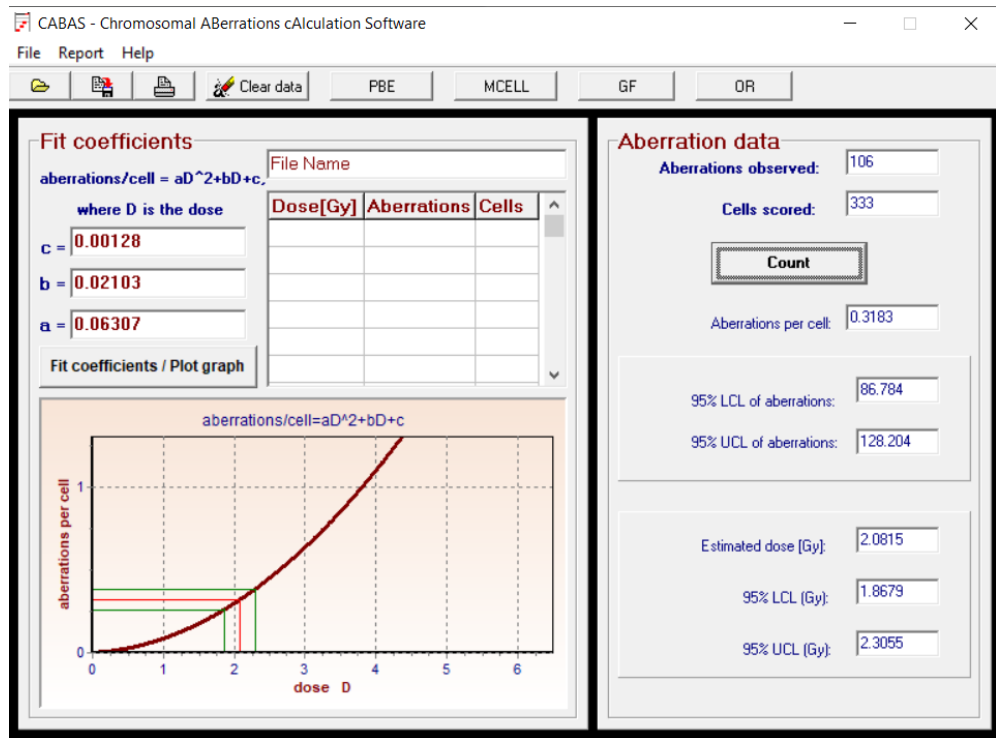 CABAS - Chromosomal ABerrations cAlculation Software
File Report Help
Clear data PBE MCELL GF OR
Fit coefficients
aberrations/cell = aD^2+bD+c,
where D is the dose
c = 0.00128
b = 0.02103
a = 0.06307
Fit coefficients / Plot graph
File Name
Dose[Gy] Aberrations Cells
aberrations/cell=aD^2+bD+c
aberrations per cell
1
0
0 1 2 3 4 5 6
dose D
Aberration data
Aberrations observed: 106
Cells scored: 333
Count
Aberrations per cell: 0.3183
95% LCL of aberrations: 86.784
95% UCL of aberrations: 128.204
Estimated dose [Gy]: 2.0815
95% LCL (Gy): 1.8679
95% UCL (Gy): 2.3055